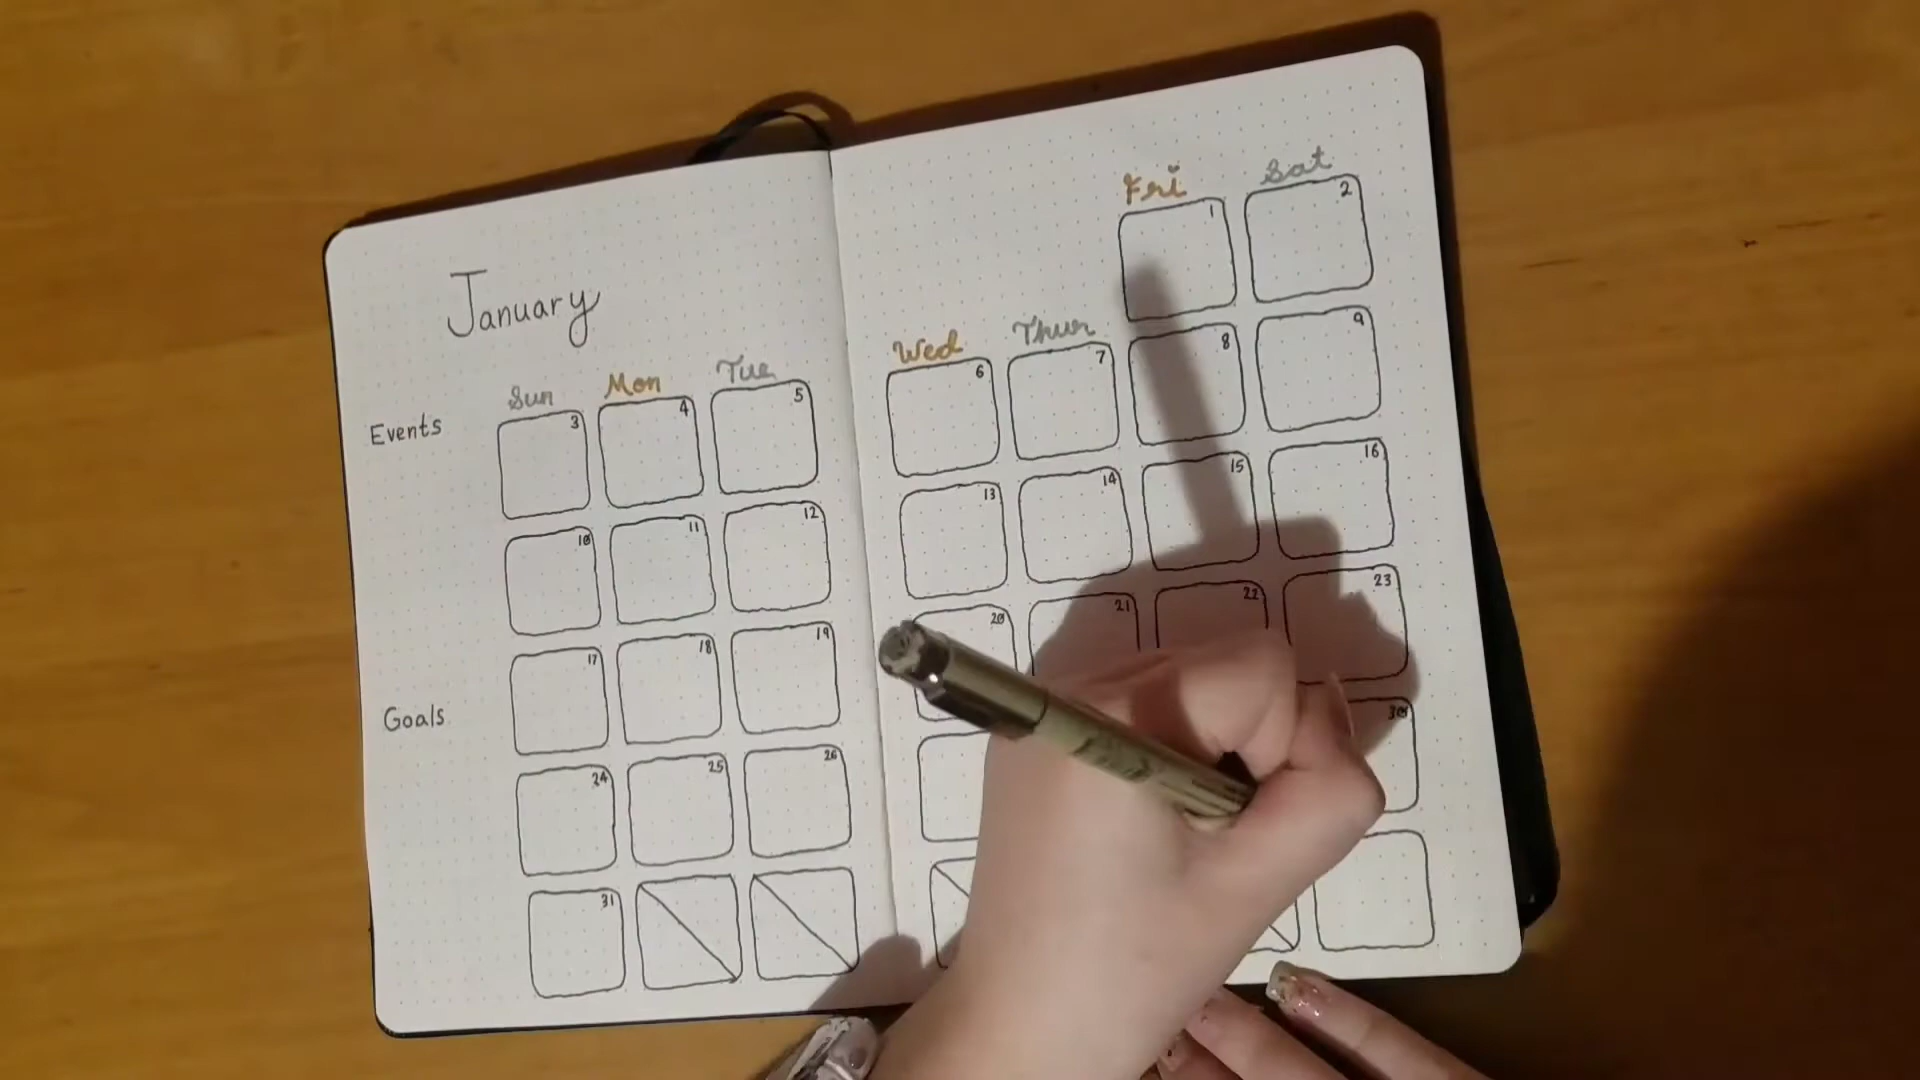 January
Fri Sat
1 2
Sun Mon Tue Wed Thur
Events
3 4 5 6 7 8 9
10 11 12 13 14 15 16
17 18 19 20 21 22 23
Goals
24 25 26 30
31